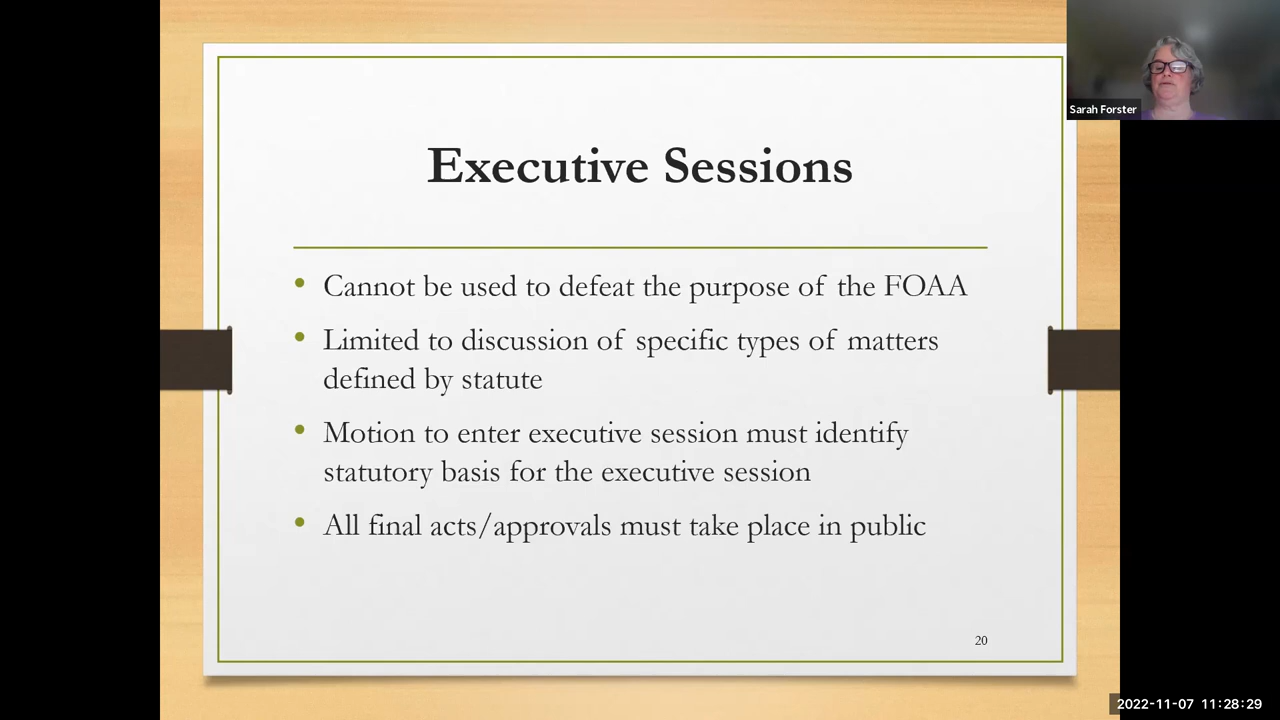 Sarah Forster
Executive Sessions
• Cannot be used to defeat the purpose of the FOAA
• Limited to discussion of specific types of matters
defined by statute
• Motion to enter executive session must identify
statutory basis for the executive session
• All final acts/approvals must take place in public
20
2022-11-07 11:28:29